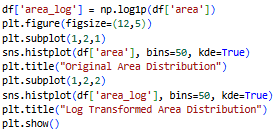 df['area_log'] = np.log1p(df['area'])
plt.figure(figsize=(12,5))
plt.subplot(1,2,1)
sns.histplot(df['area'], bins=50, kde=True)
plt.title("Original Area Distribution")
plt.subplot(1,2,2)
sns.histplot(df['area_log'], bins=50, kde=True)
plt.title("Log Transformed Area Distribution")
plt.show()